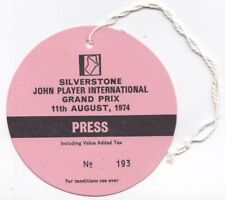 SILVERSTONE
JOHN PLAYER INTERNATIONAL
GRAND PRIX
11th AUGUST, 1974
PRESS
Including Value Added Tax
No 193
For conditions see over